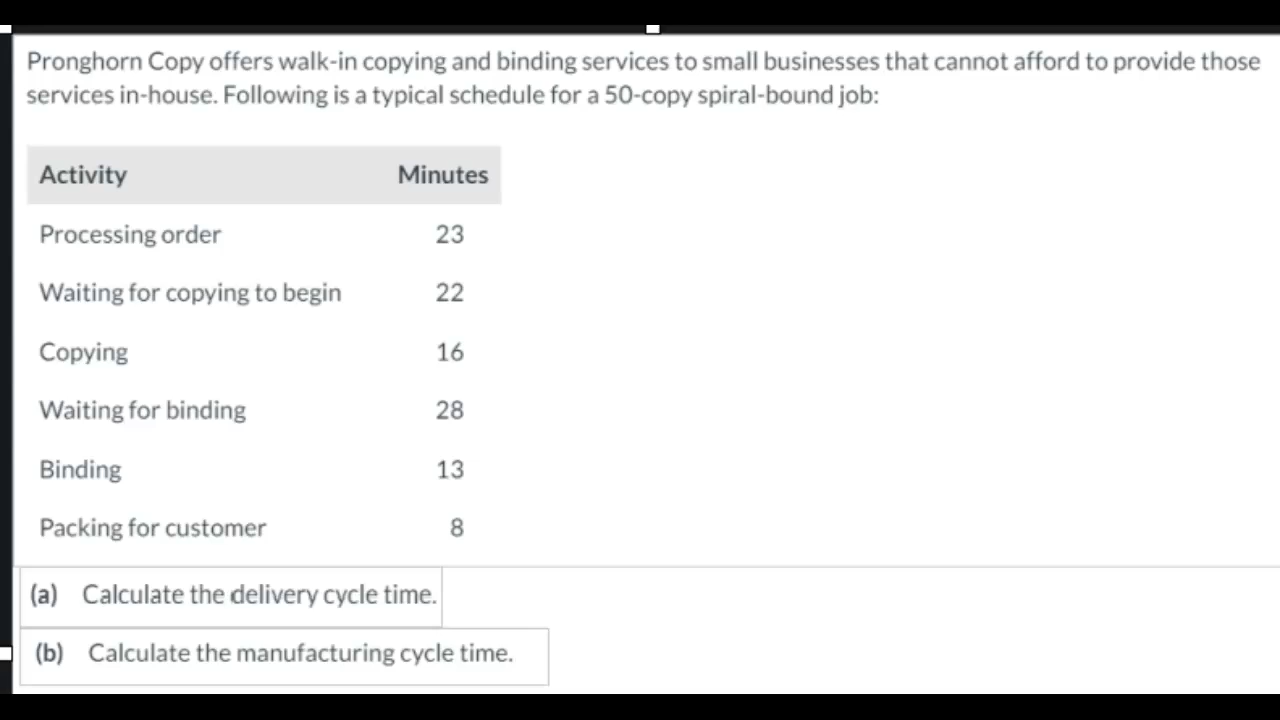 Pronghorn Copy offers walk-in copying and binding services to small businesses that cannot afford to provide those
services in-house. Following is a typical schedule for a 50-copy spiral-bound job:
Activity Minutes
Processing order 23
Waiting for copying to begin 22
Copying 16
Waiting for binding 28
Binding 13
Packing for customer 8
(a) Calculate the delivery cycle time.
(b) Calculate the manufacturing cycle time.